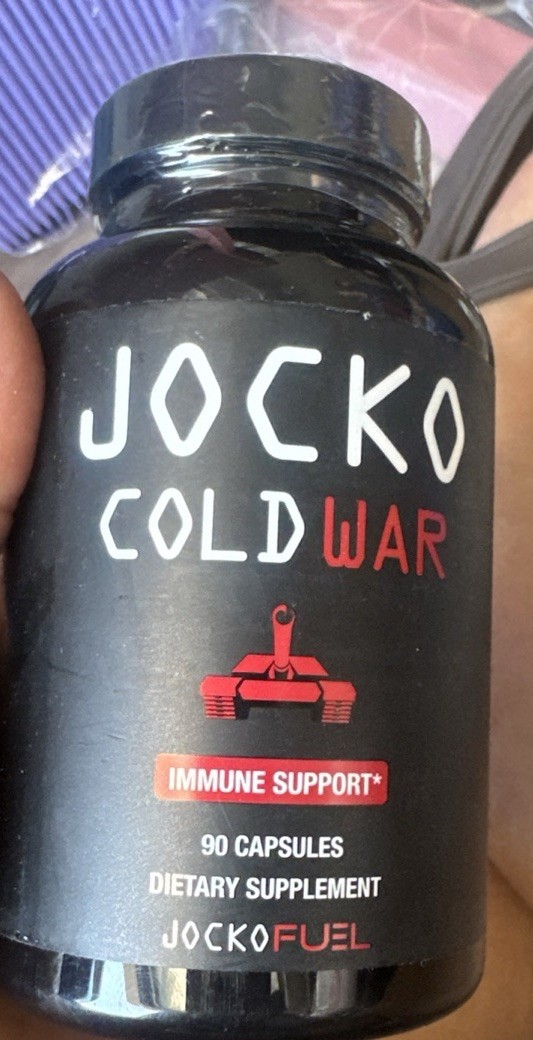 JOCKO
COLD WAR
IMMUNE SUPPORT*
90 CAPSULES
DIETARY SUPPLEMENT
JOCKOFUEL